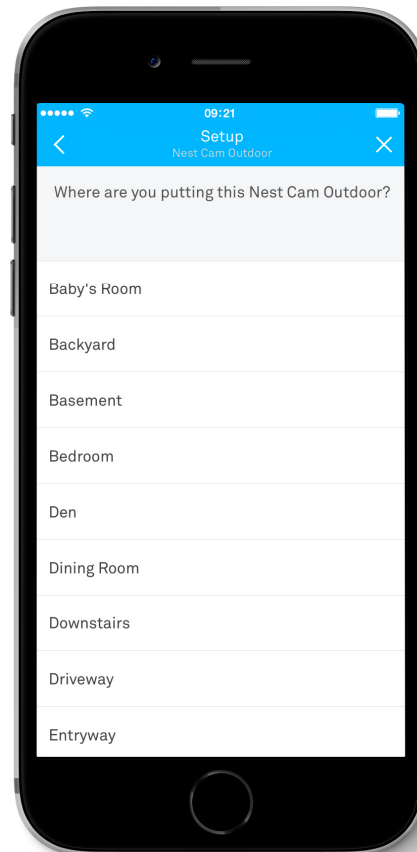 09:21
Setup
Nest Cam Outdoor
Where are you putting this Nest Cam Outdoor?
Baby's Room
Backyard
Basement
Bedroom
Den
Dining Room
Downstairs
Driveway
Entryway